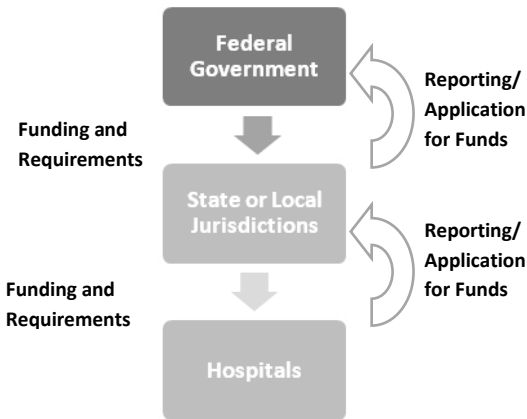 Federal
Government
Reporting/
Application
for Funds
Funding and
Requirements
State or Local
Jurisdictions
Reporting/
Application
for Funds
Funding and
Requirements
Hospitals